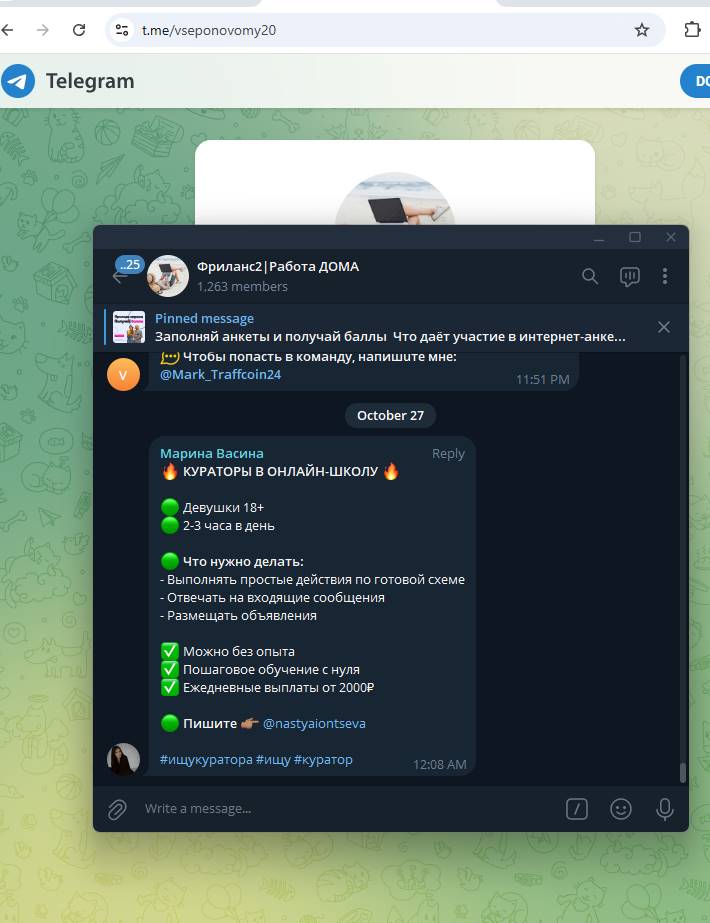 t.me/vseponovomy20
Telegram
..25
Фриланс2|Работа ДОМА
1,263 members
Pinned message
Заполняй анкеты и получай баллы Что даёт участие в интернет-анке...
Чтобы попасть в команду, напишите мне:
@Mark_Traffcoin24
11:51 PM
V
October 27
Марина Васина
Reply
🔥 КУРАТОРЫ В ОНЛАЙН-ШКОЛУ 🔥
🟢 Девушки 18+
🟢 2-3 часа в день
🟢 Что нужно делать:
- Выполнять простые действия по готовой схеме
- Отвечать на входящие сообщения
- Размещать объявления
✅ Можно без опыта
✅ Пошаговое обучение с нуля
✅ Ежедневные выплаты от 2000₽
🟢 Пишите 👉🏽 @nastyaiontseva
#ищукуратора #ищу #куратор
12:08 AM
Write a message...